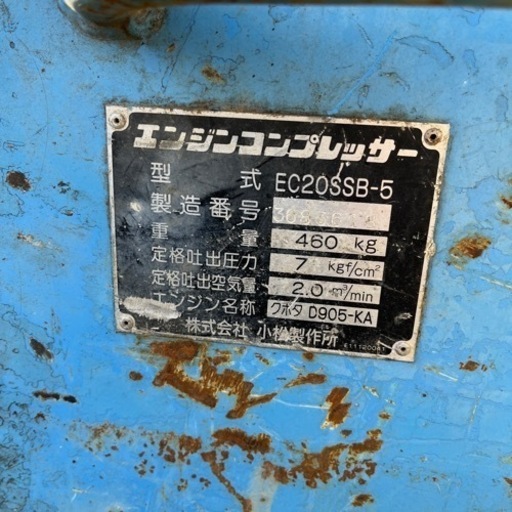 エンジンコンプレッサー
型 式 EC20SSB-5
製造番号
重 量 460 kg
定格吐出圧力 7 kgf/cm²
定格吐出空気量 2.0 m³/min
エンジン名称 クボタ D905-KA
株式会社 小松製作所